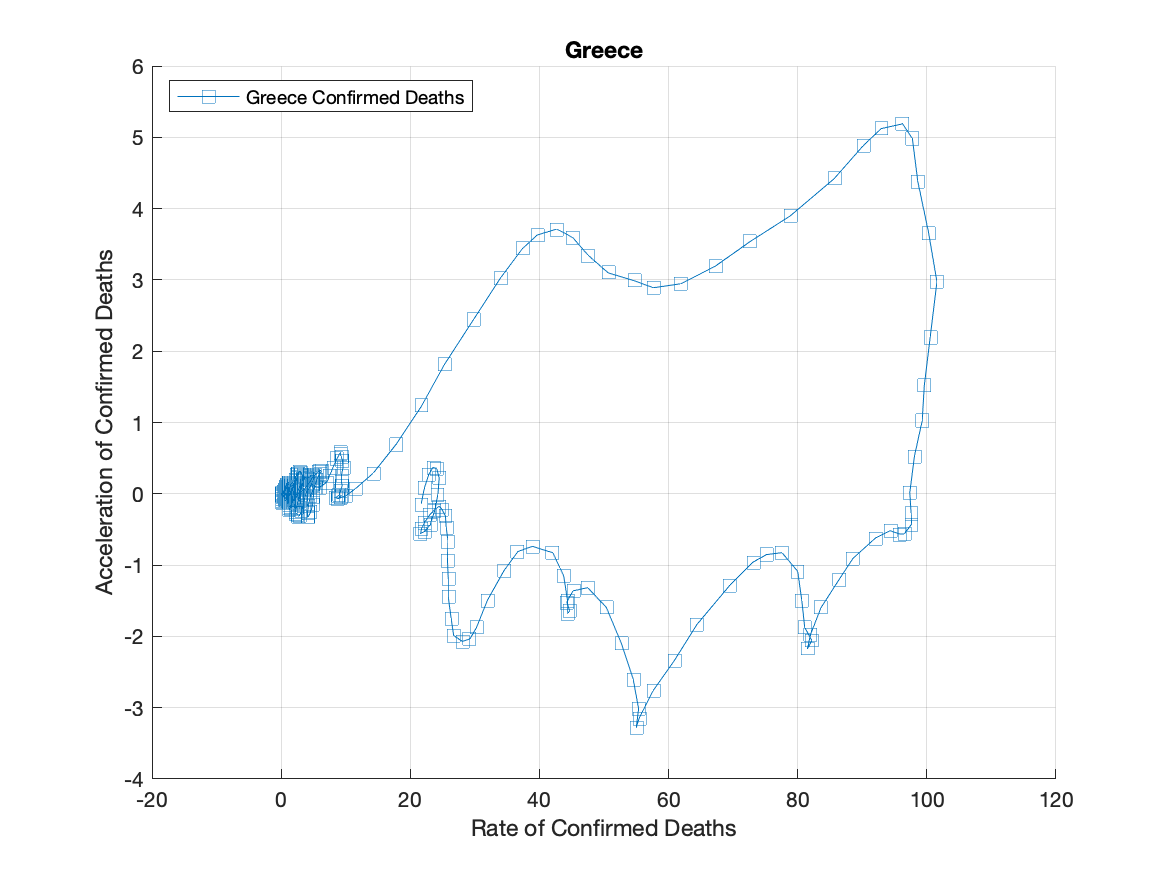 Greece
Greece Confirmed Deaths
6
5
4
3
2
1
0
-1
-2
-3
-4
Acceleration of Confirmed Deaths
-20 0 20 40 60 80 100 120
Rate of Confirmed Deaths